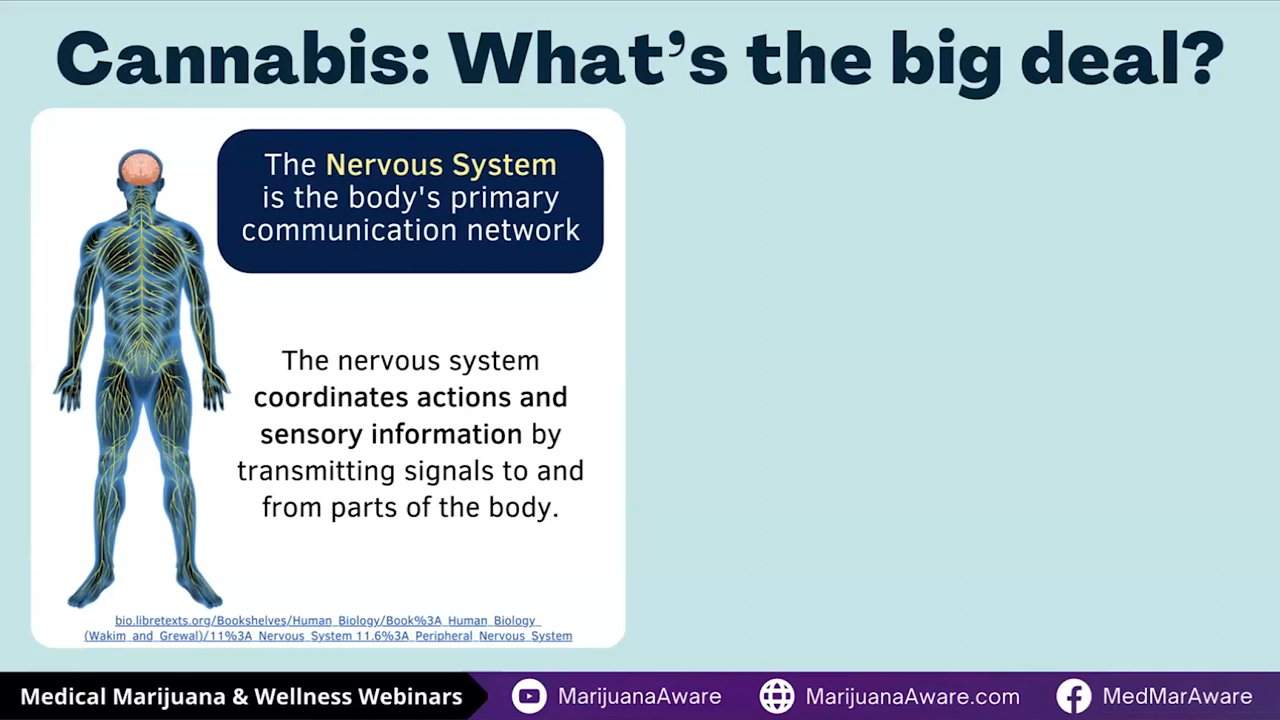 Cannabis: What's the big deal?
The Nervous System
is the body's primary
communication network
The nervous system
coordinates actions and
sensory information by
transmitting signals to and
from parts of the body.
bio.libretexts.org/Bookshelves/Human_Biology/Book%3A_Human_Biology_
(Wakim_and_Grewal)/11%3A_Nervous_System 11.6%3A_Peripheral_Nervous_System
Medical Marijuana & Wellness Webinars
MarijuanaAware
MarijuanaAware.com
MedMarAware